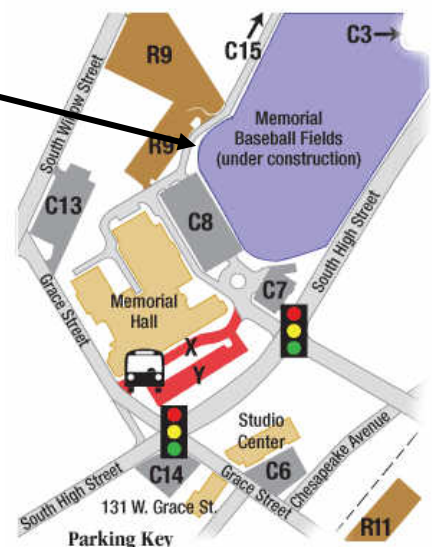 C15
C3
R9
South Willow Street
R9
Memorial
Baseball Fields
(under construction)
C13
C8
South High Street
C7
Grace Street
Memorial
Hall
X
Y
Studio
Center
Chesapeake Avenue
C14
C6
Grace Street
South High Street
131 W. Grace St.
R11
Parking Key